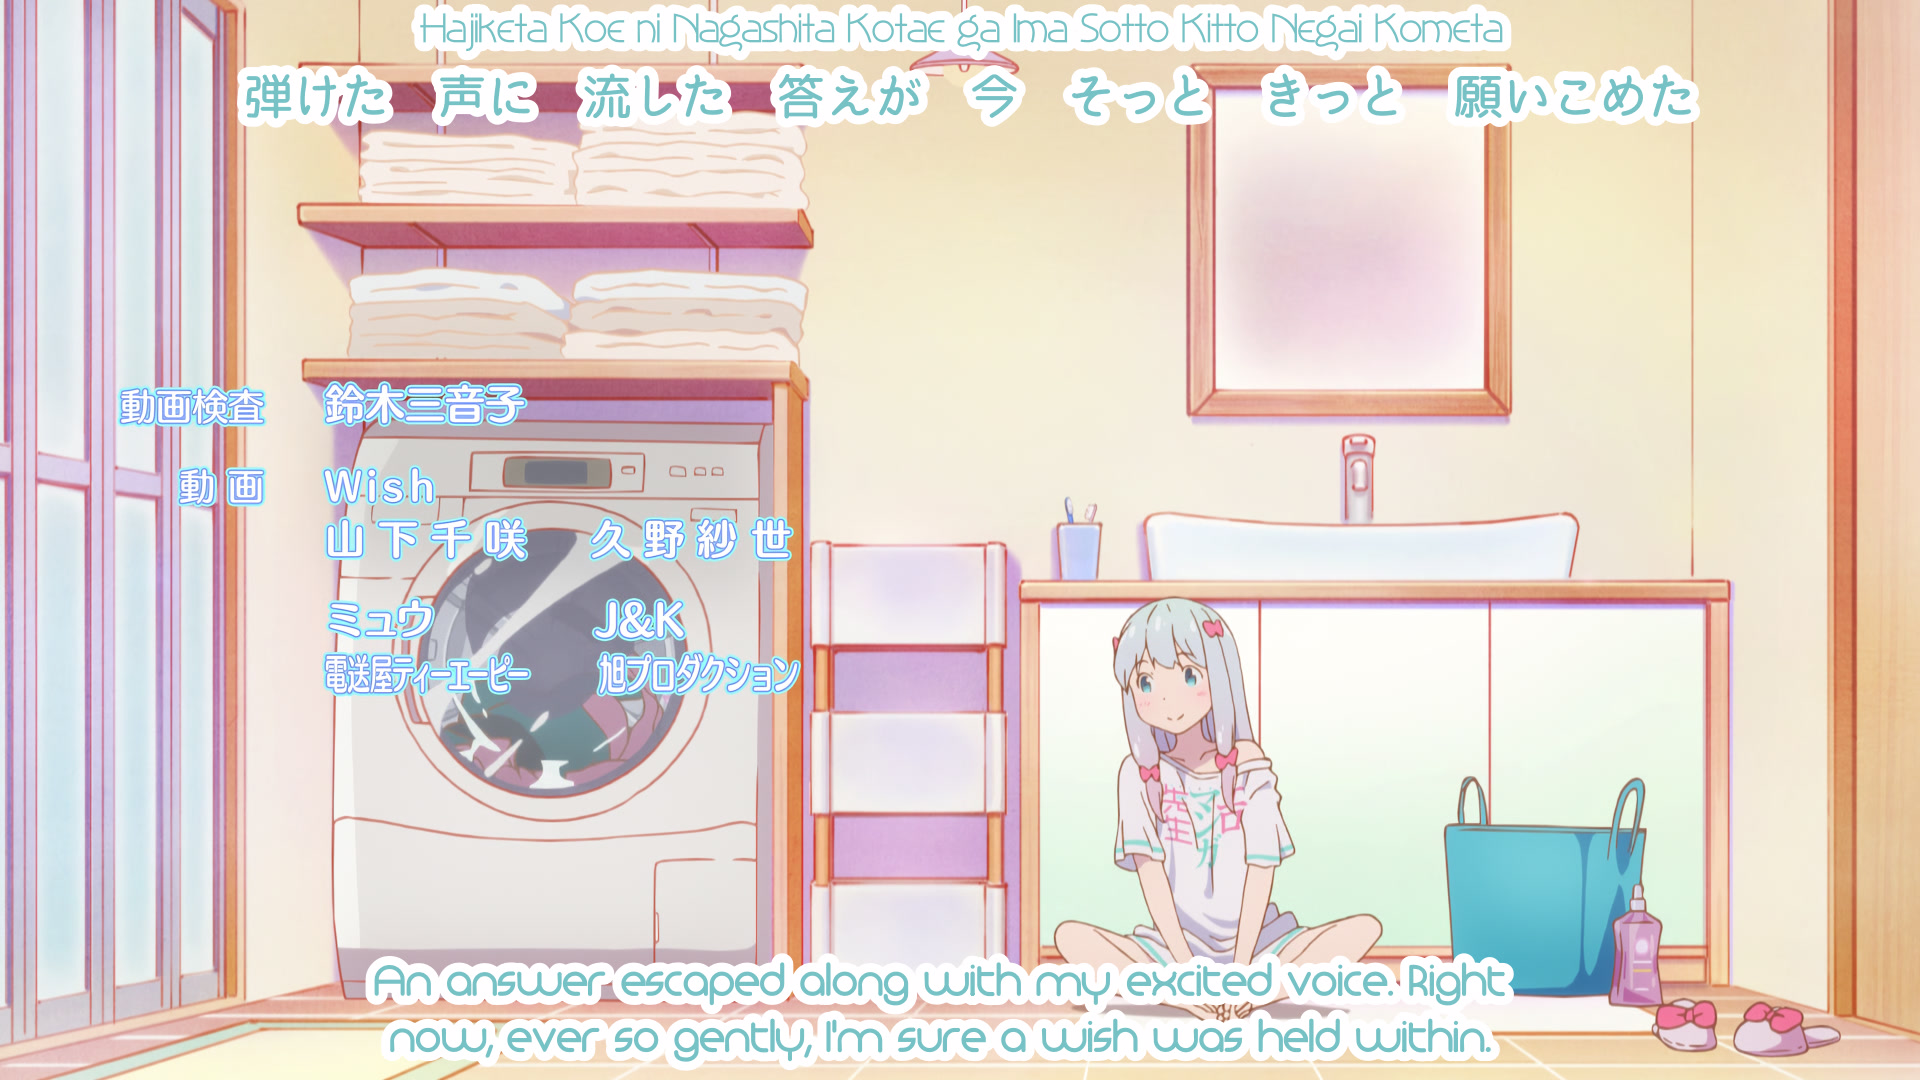 Hajiketa Koe ni Nagashita Kotae ga Ima Sotto Kitto Negai Kometa
弾けた 声に 流した 答えが 今 そっと きっと 願いこめた
動画検査 鈴木三音子
動画 Wish
山下千咲 久野紗世
ミュウ J&K
電送屋ティーエーピー 旭プロダクション
An answer escaped along with my excited voice. Right
now, ever so gently, I'm sure a wish was held within.